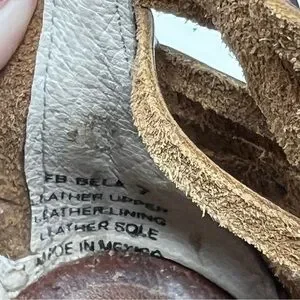 FB BELA 7
LEATHER UPPER
LEATHER LINING
LEATHER SOLE
MADE IN MEXICO